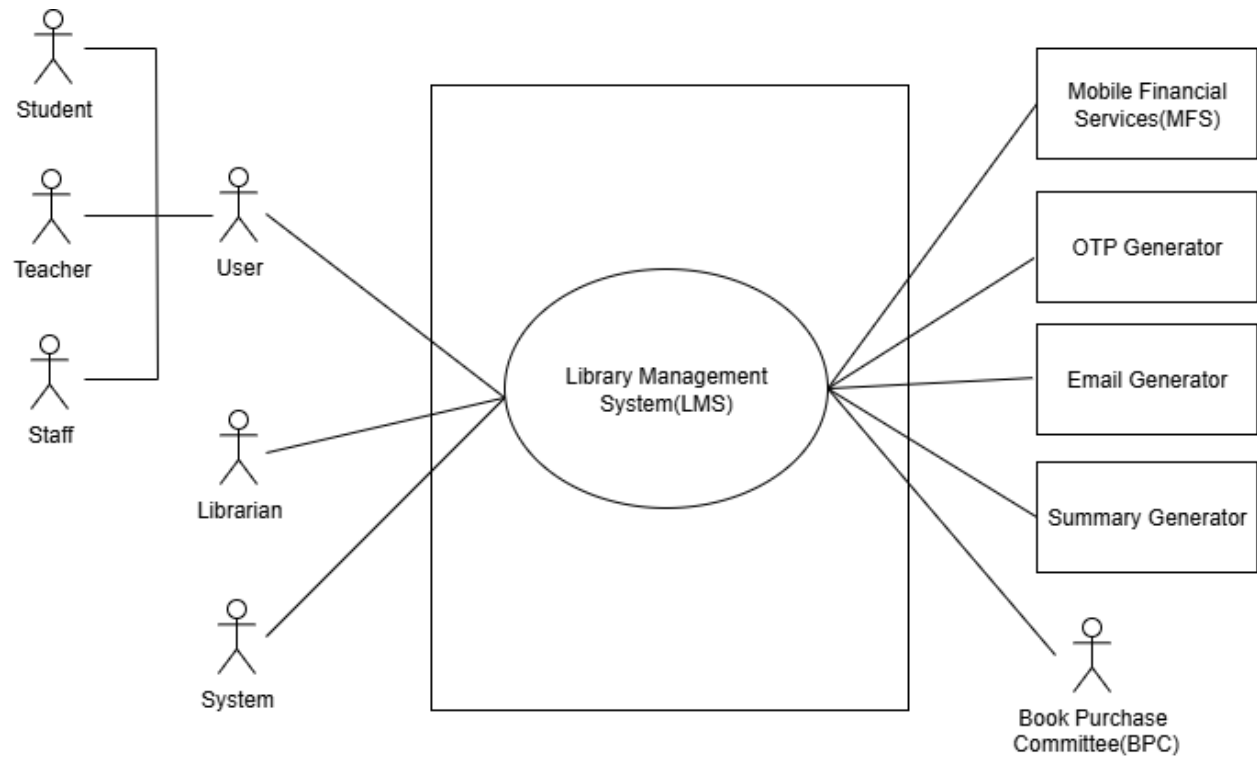 Student
Teacher
Staff
User
Librarian
System
Library Management
System(LMS)
Mobile Financial
Services(MFS)
OTP Generator
Email Generator
Summary Generator
Book Purchase
Committee(BPC)